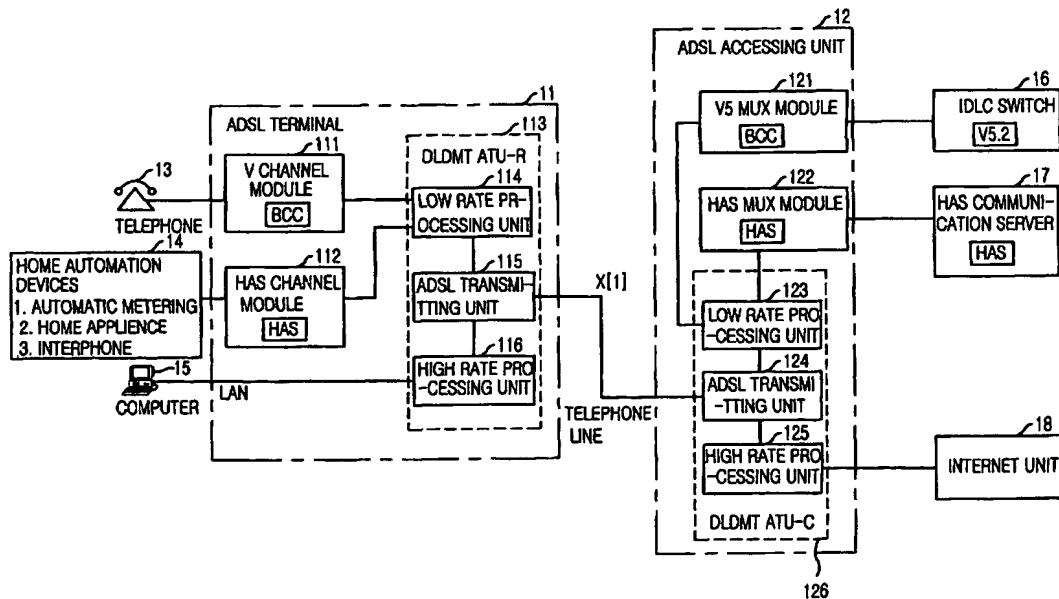 12
ADSL ACCESSING UNIT
121
V5 MUX MODULE
BCC
16
IDLC SWITCH
V5.2
122
HAS MUX MODULE
HAS
17
HAS COMMUNI-
CATION SERVER
HAS
11
ADSL TERMINAL
111
V CHANNEL
MODULE
BCC
113
DLDMT ATU-R
114
LOW RATE PR-
OCESSING UNIT
13
TELEPHONE
14
HOME AUTOMATION
DEVICES
1. AUTOMATIC METERING
2. HOME APPLIENCE
3. INTERPHONE
112
HAS CHANNEL
MODULE
HAS
115
ADSL TRANSMI-
TTING UNIT
X[1]
116
HIGH RATE PRO
-CESSING UNIT
15
COMPUTER
LAN
TELEPHONE
LINE
123
LOW RATE PRO
-CESSING UNIT
124
ADSL TRANSMI
-TTING UNIT
125
HIGH RATE PRO
-CESSING UNIT
DLDMT ATU-C
126
18
INTERNET UNIT